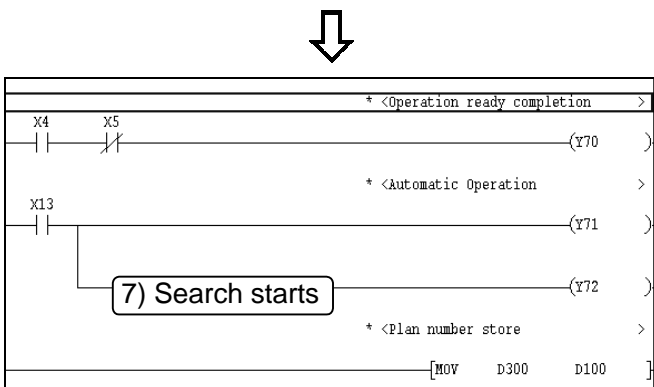 * <Operation ready completion >
X4 X5
(Y70 )
* <Automatic Operation >
X13
(Y71 )
7) Search starts
(Y72 )
* <Plan number store >
[MOV D300 D100 ]